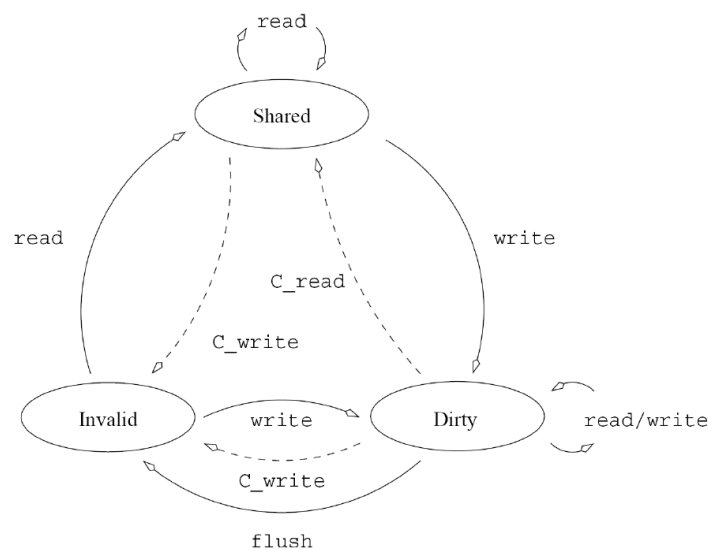 read
Shared
read
write
C_read
C_write
Invalid
write
Dirty
read/write
C_write
flush